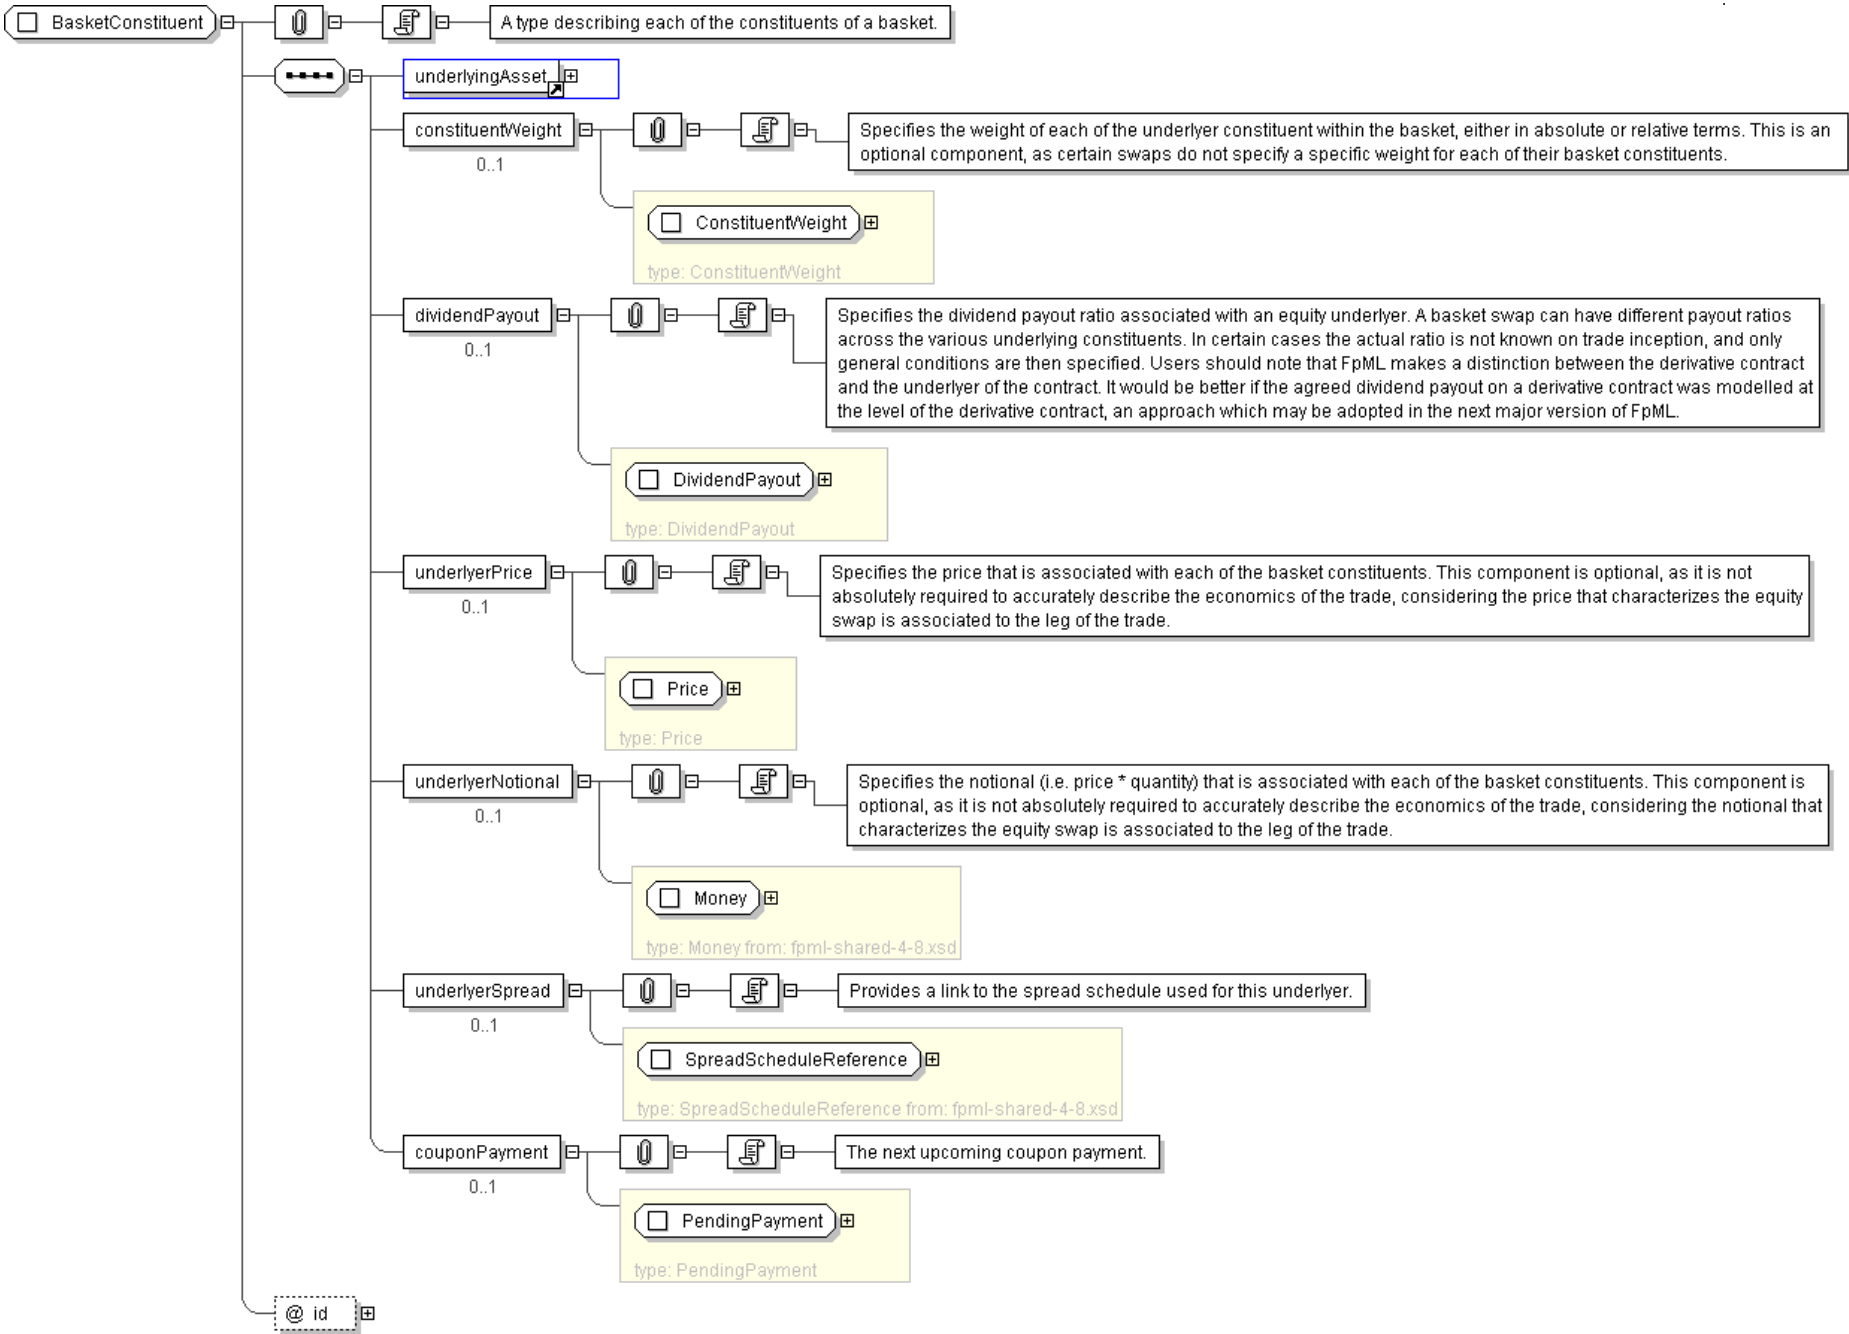 BasketConstituent
A type describing each of the constituents of a basket.
underlyingAsset
constituentWeight
0..1
Specifies the weight of each of the underlyer constituent within the basket, either in absolute or relative terms. This is an
optional component, as certain swaps do not specify a specific weight for each of their basket constituents.
ConstituentWeight
type: ConstituentWeight
dividendPayout
0..1
Specifies the dividend payout ratio associated with an equity underlyer. A basket swap can have different payout ratios
across the various underlying constituents. In certain cases the actual ratio is not known on trade inception, and only
general conditions are then specified. Users should note that FpML makes a distinction between the derivative contract
and the underlyer of the contract. It would be better if the agreed dividend payout on a derivative contract was modelled at
the level of the derivative contract, an approach which may be adopted in the next major version of FpML.
DividendPayout
type: DividendPayout
underlyerPrice
0..1
Specifies the price that is associated with each of the basket constituents. This component is optional, as it is not
absolutely required to accurately describe the economics of the trade, considering the price that characterizes the equity
swap is associated to the leg of the trade.
Price
type: Price
underlyerNotional
0..1
Specifies the notional (i.e. price * quantity) that is associated with each of the basket constituents. This component is
optional, as it is not absolutely required to accurately describe the economics of the trade, considering the notional that
characterizes the equity swap is associated to the leg of the trade.
Money
type: Money from: fpml-shared-4-8.xsd
underlyerSpread
0..1
Provides a link to the spread schedule used for this underlyer.
SpreadScheduleReference
type: SpreadScheduleReference from: fpml-shared-4-8.xsd
couponPayment
0..1
The next upcoming coupon payment.
PendingPayment
type: PendingPayment
@ id